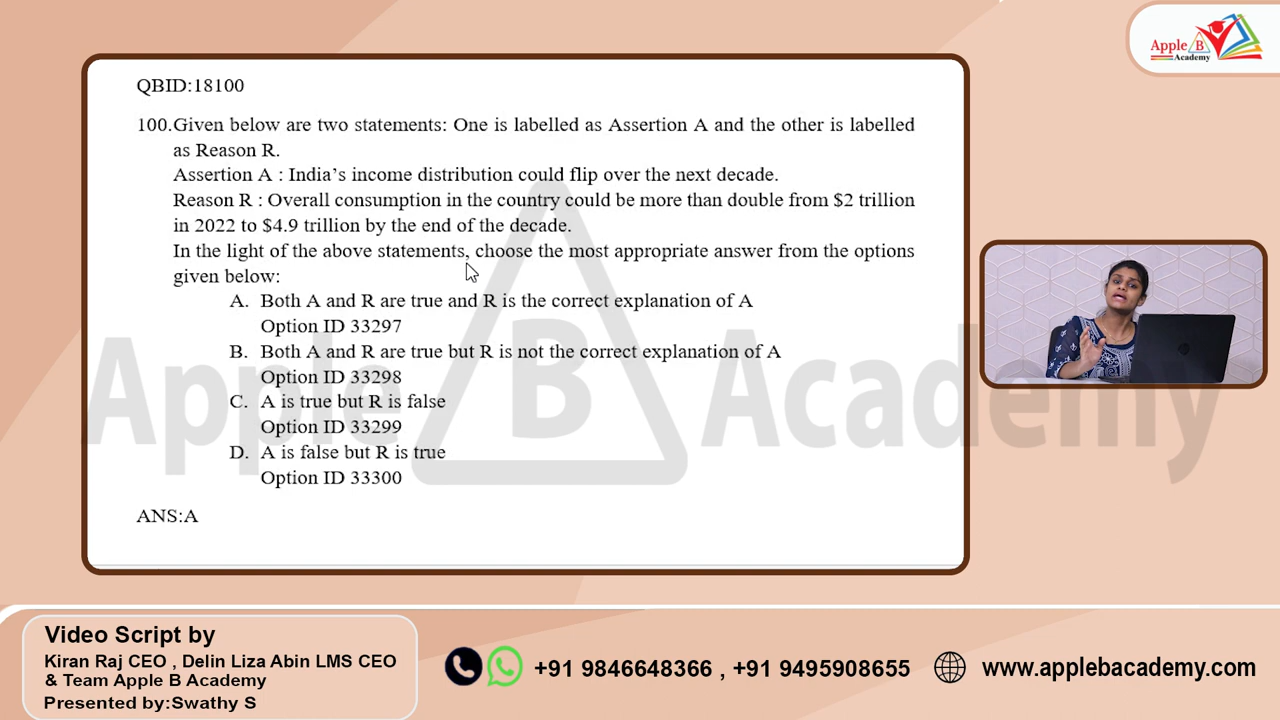 Apple B
Academy
QBID:18100
100.Given below are two statements: One is labelled as Assertion A and the other is labelled
as Reason R.
Assertion A : India’s income distribution could flip over the next decade.
Reason R : Overall consumption in the country could be more than double from $2 trillion
in 2022 to $4.9 trillion by the end of the decade.
In the light of the above statements, choose the most appropriate answer from the options
given below:
A. Both A and R are true and R is the correct explanation of A
Option ID 33297
B. Both A and R are true but R is not the correct explanation of A
Option ID 33298
C. A is true but R is false
Option ID 33299
D. A is false but R is true
Option ID 33300
ANS:A
Apple B Academy
Video Script by
Kiran Raj CEO , Delin Liza Abin LMS CEO
& Team Apple B Academy
Presented by:Swathy S
+91 9846648366 , +91 9495908655
www.applebacademy.com